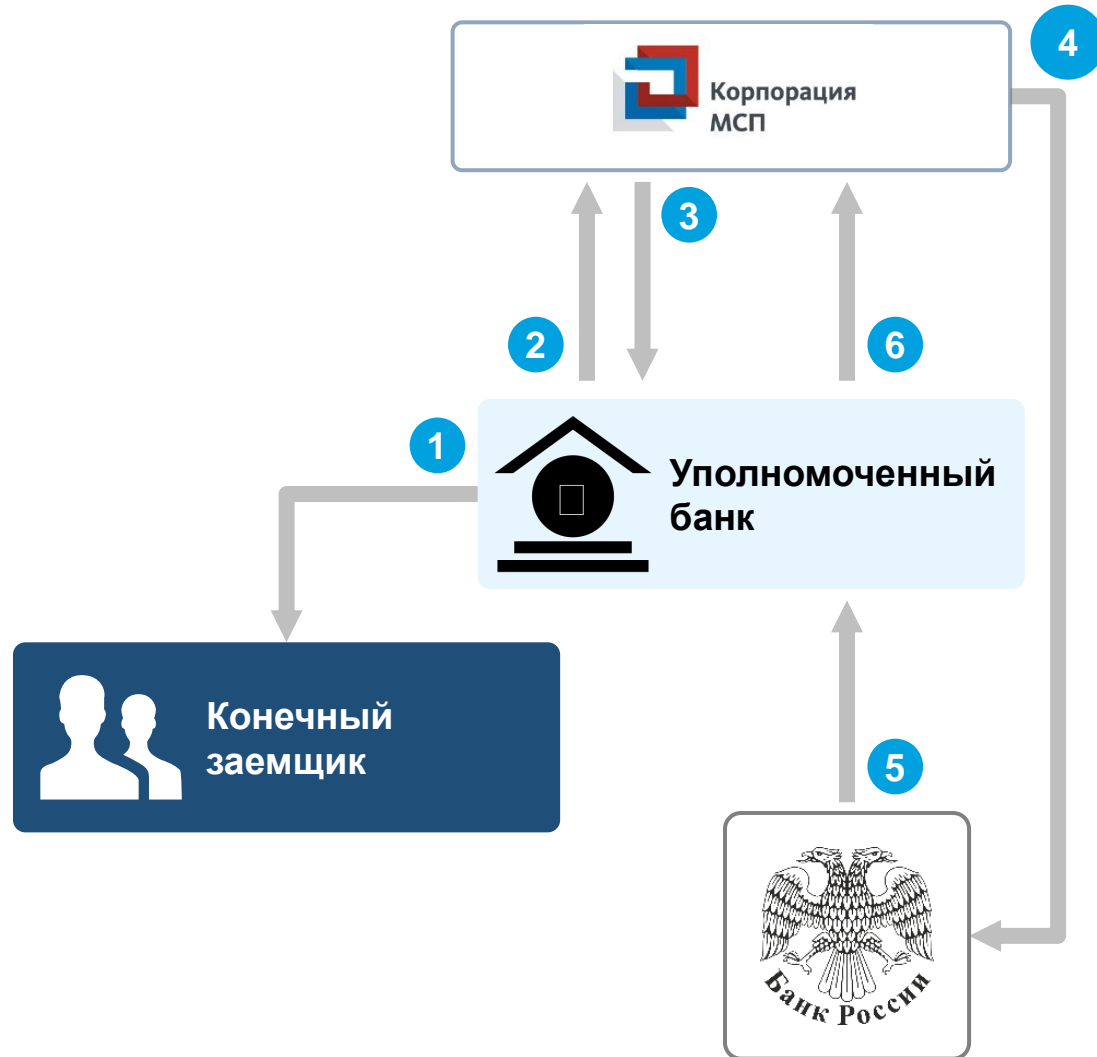 4
Корпорация
МСП
3
2
6
1
Уполномоченный
банк
Конечный
заемщик
5
Банк России